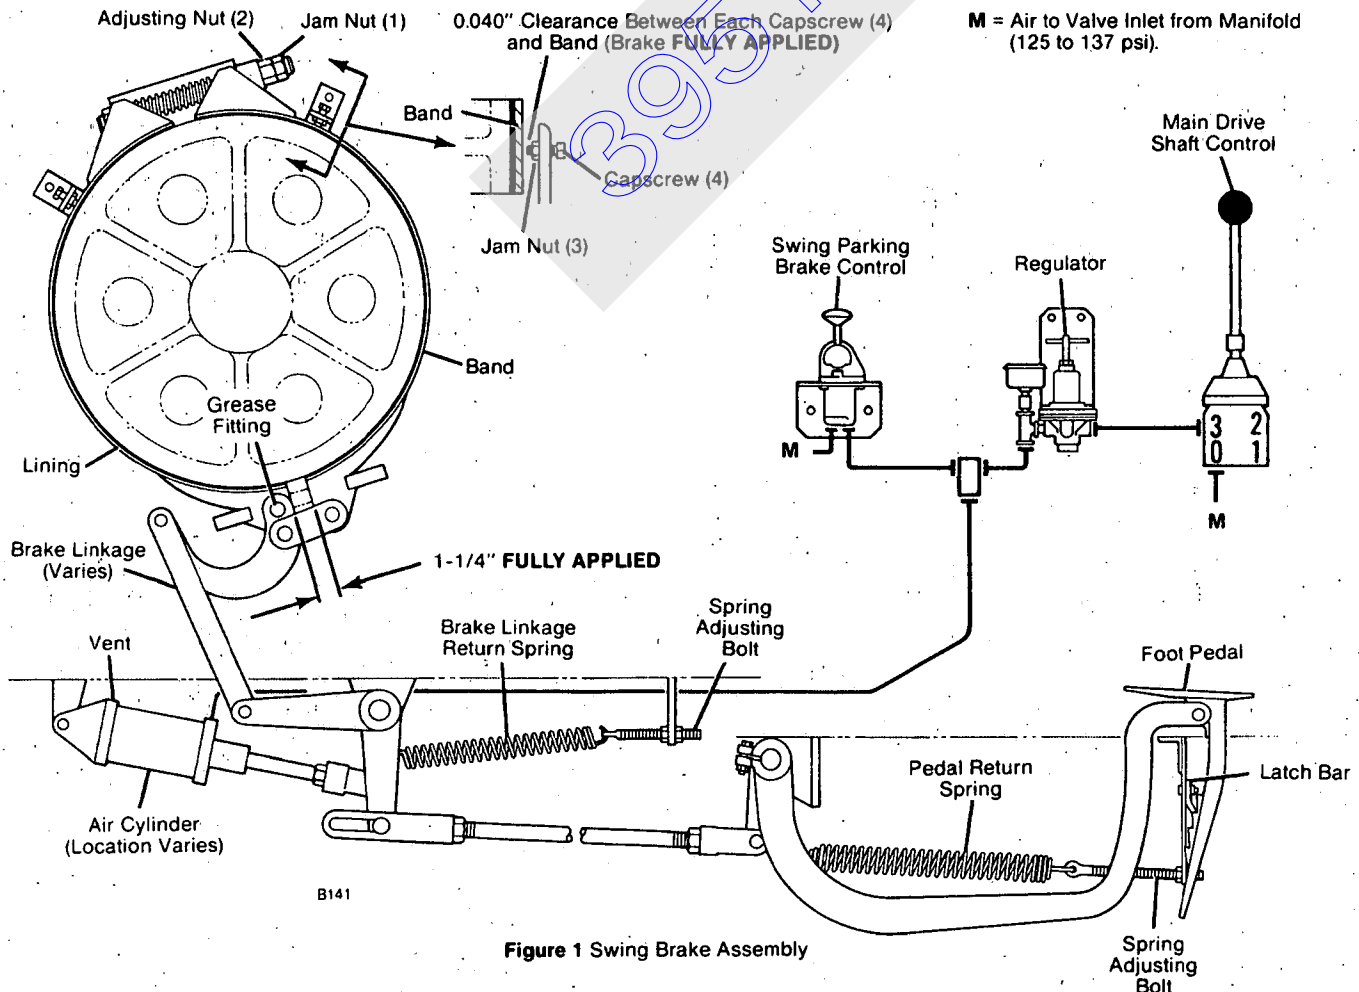 Adjusting Nut (2)
Jam Nut (1)
0.040" Clearance Between Each Capscrew (4)
and Band (Brake FULLY APPLIED)
M = Air to Valve Inlet from Manifold
(125 to 137 psi).
Band
Capscrew (4)
Jam Nut (3)
Main Drive
Shaft Control
Swing Parking
Brake Control
Regulator
Band
Grease
Fitting
Lining
3 2
0 1
M
M
Brake Linkage
(Varies)
1-1/4" FULLY APPLIED
Vent
Brake Linkage
Return Spring
Spring
Adjusting
Bolt
Foot Pedal
Pedal Return
Spring
Latch Bar
Air Cylinder
(Location Varies)
B141
Figure 1 Swing Brake Assembly
Spring
Adjusting
Bolt
395